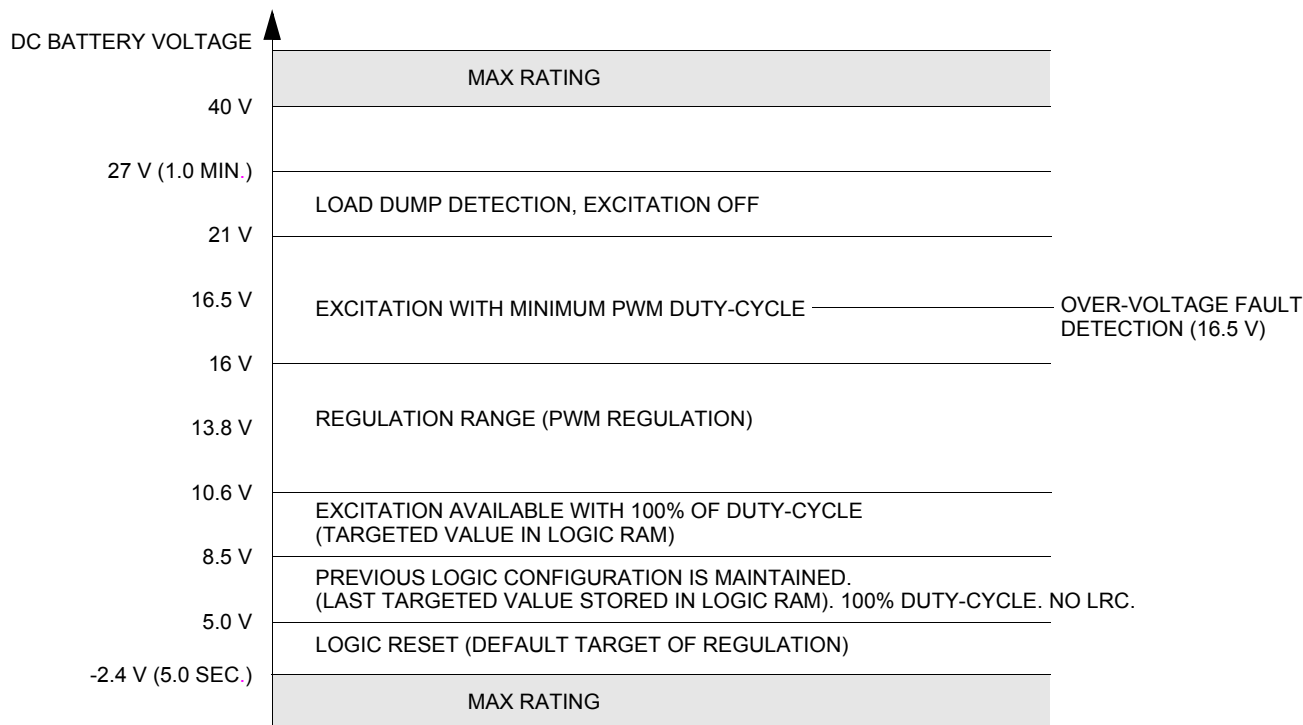 DC BATTERY VOLTAGE
MAX RATING
40 V
27 V (1.0 MIN.)
LOAD DUMP DETECTION, EXCITATION OFF
21 V
16.5 V
EXCITATION WITH MINIMUM PWM DUTY-CYCLE
OVER-VOLTAGE FAULT
DETECTION (16.5 V)
16 V
REGULATION RANGE (PWM REGULATION)
13.8 V
10.6 V
EXCITATION AVAILABLE WITH 100% OF DUTY-CYCLE
(TARGETED VALUE IN LOGIC RAM)
8.5 V
PREVIOUS LOGIC CONFIGURATION IS MAINTAINED.
(LAST TARGETED VALUE STORED IN LOGIC RAM). 100% DUTY-CYCLE. NO LRC.
5.0 V
LOGIC RESET (DEFAULT TARGET OF REGULATION)
-2.4 V (5.0 SEC.)
MAX RATING